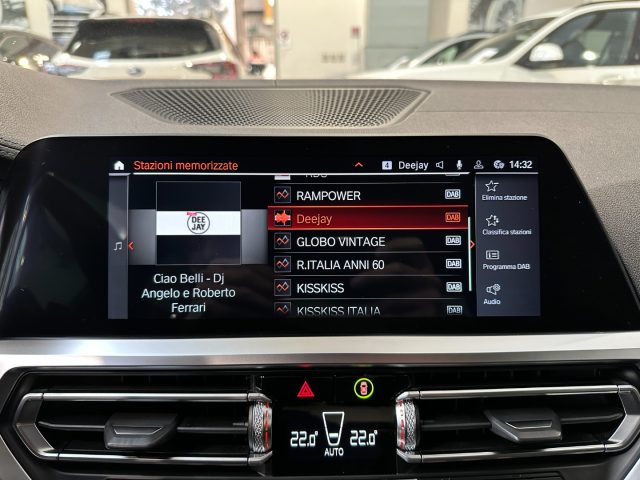 Stazioni memorizzate
4 Deejay 14:32
RAMPOWER DAB
Deejay DAB
GLOBO VINTAGE DAB
R.ITALIA ANNI 60 DAB
KISSKISS DAB
KISSKISS ITALIA DAB
DEE
JAY
Ciao Belli - Dj
Angelo e Roberto
Ferrari
Elimina stazione
Classifica stazioni
Programma DAB
Audio
22.0 22.0
AUTO